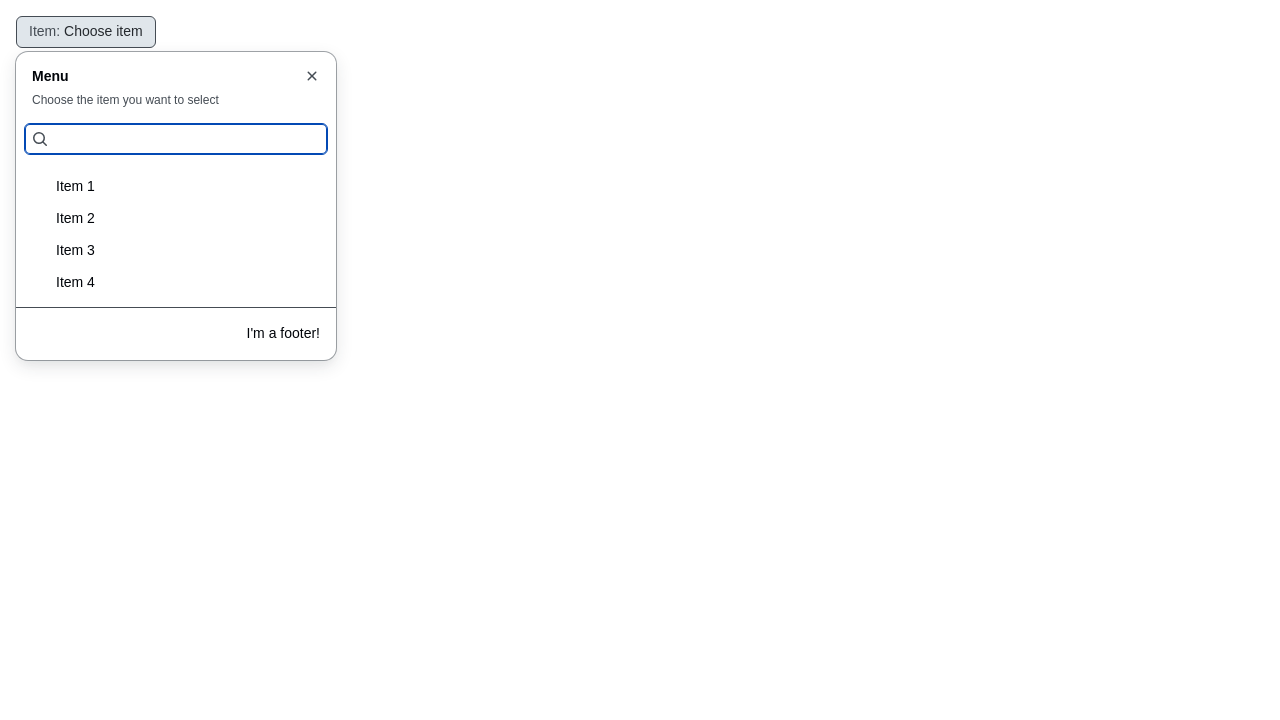 Item: Choose item
Menu
Choose the item you want to select
Item 1
Item 2
Item 3
Item 4
I'm a footer!